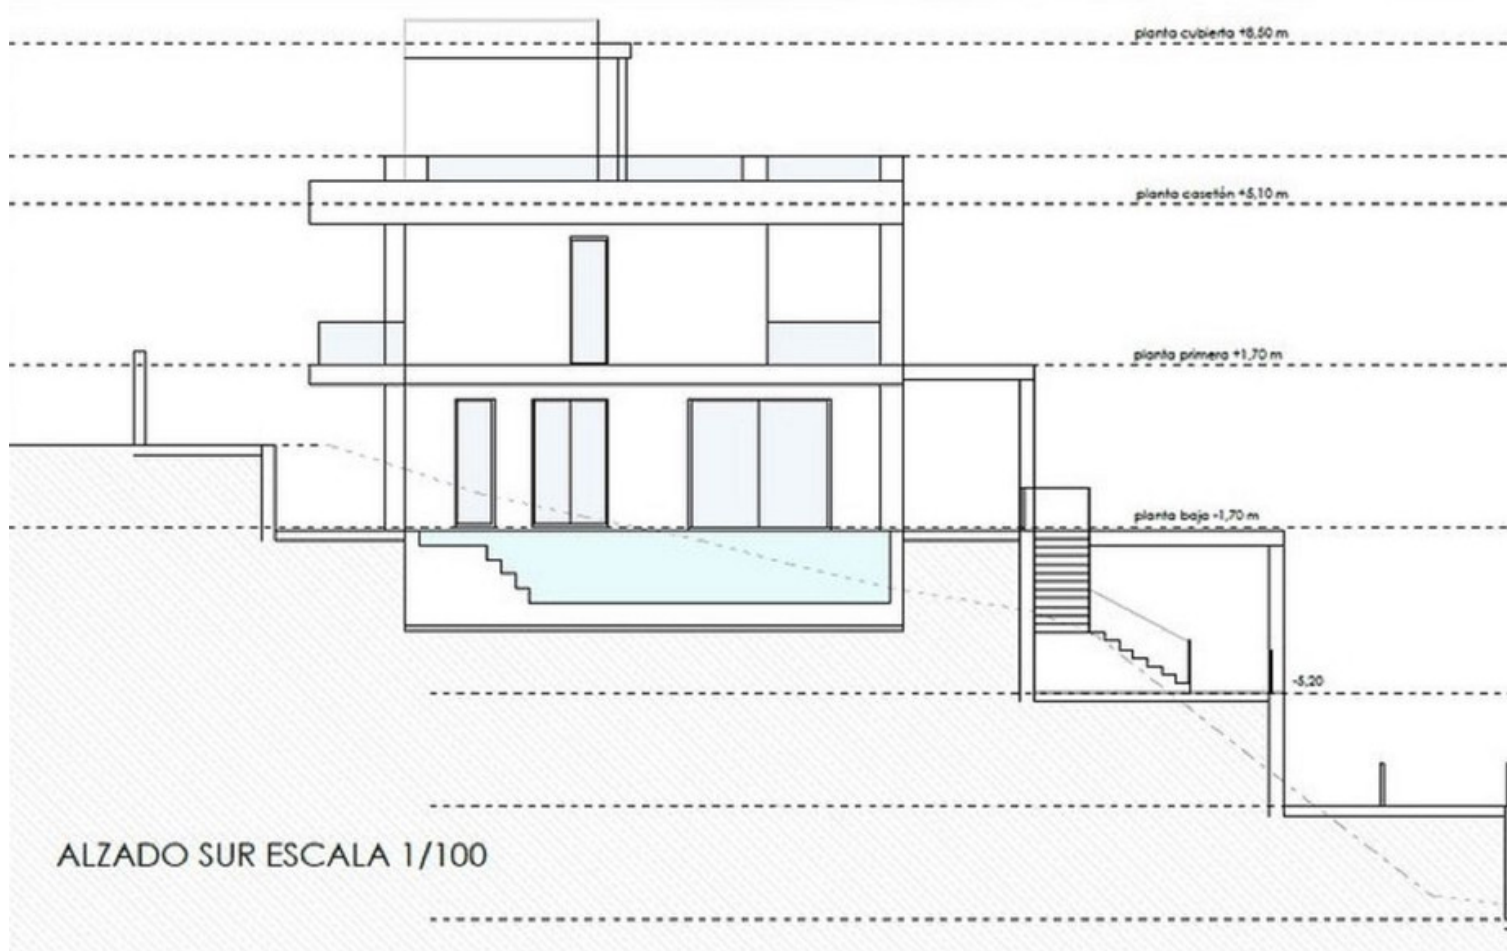 planta cubierta +8,50 m
planta casetón +5,10 m
planta primera +1,70 m
planta baja -1,70 m
-5,20
ALZADO SUR ESCALA 1/100